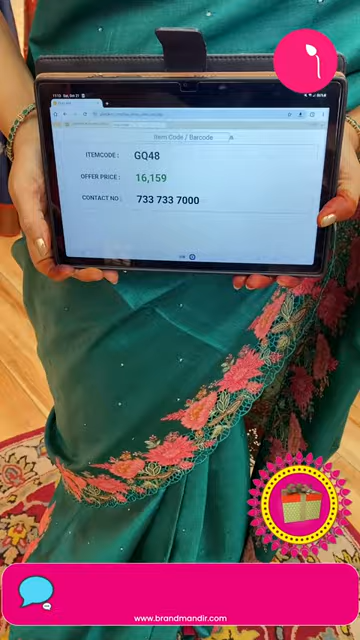 Item Code / Barcode
ITEMCODE : GQ48
OFFER PRICE : 16,159
CONTACT NO : 733 733 7000
www.brandmandir.com